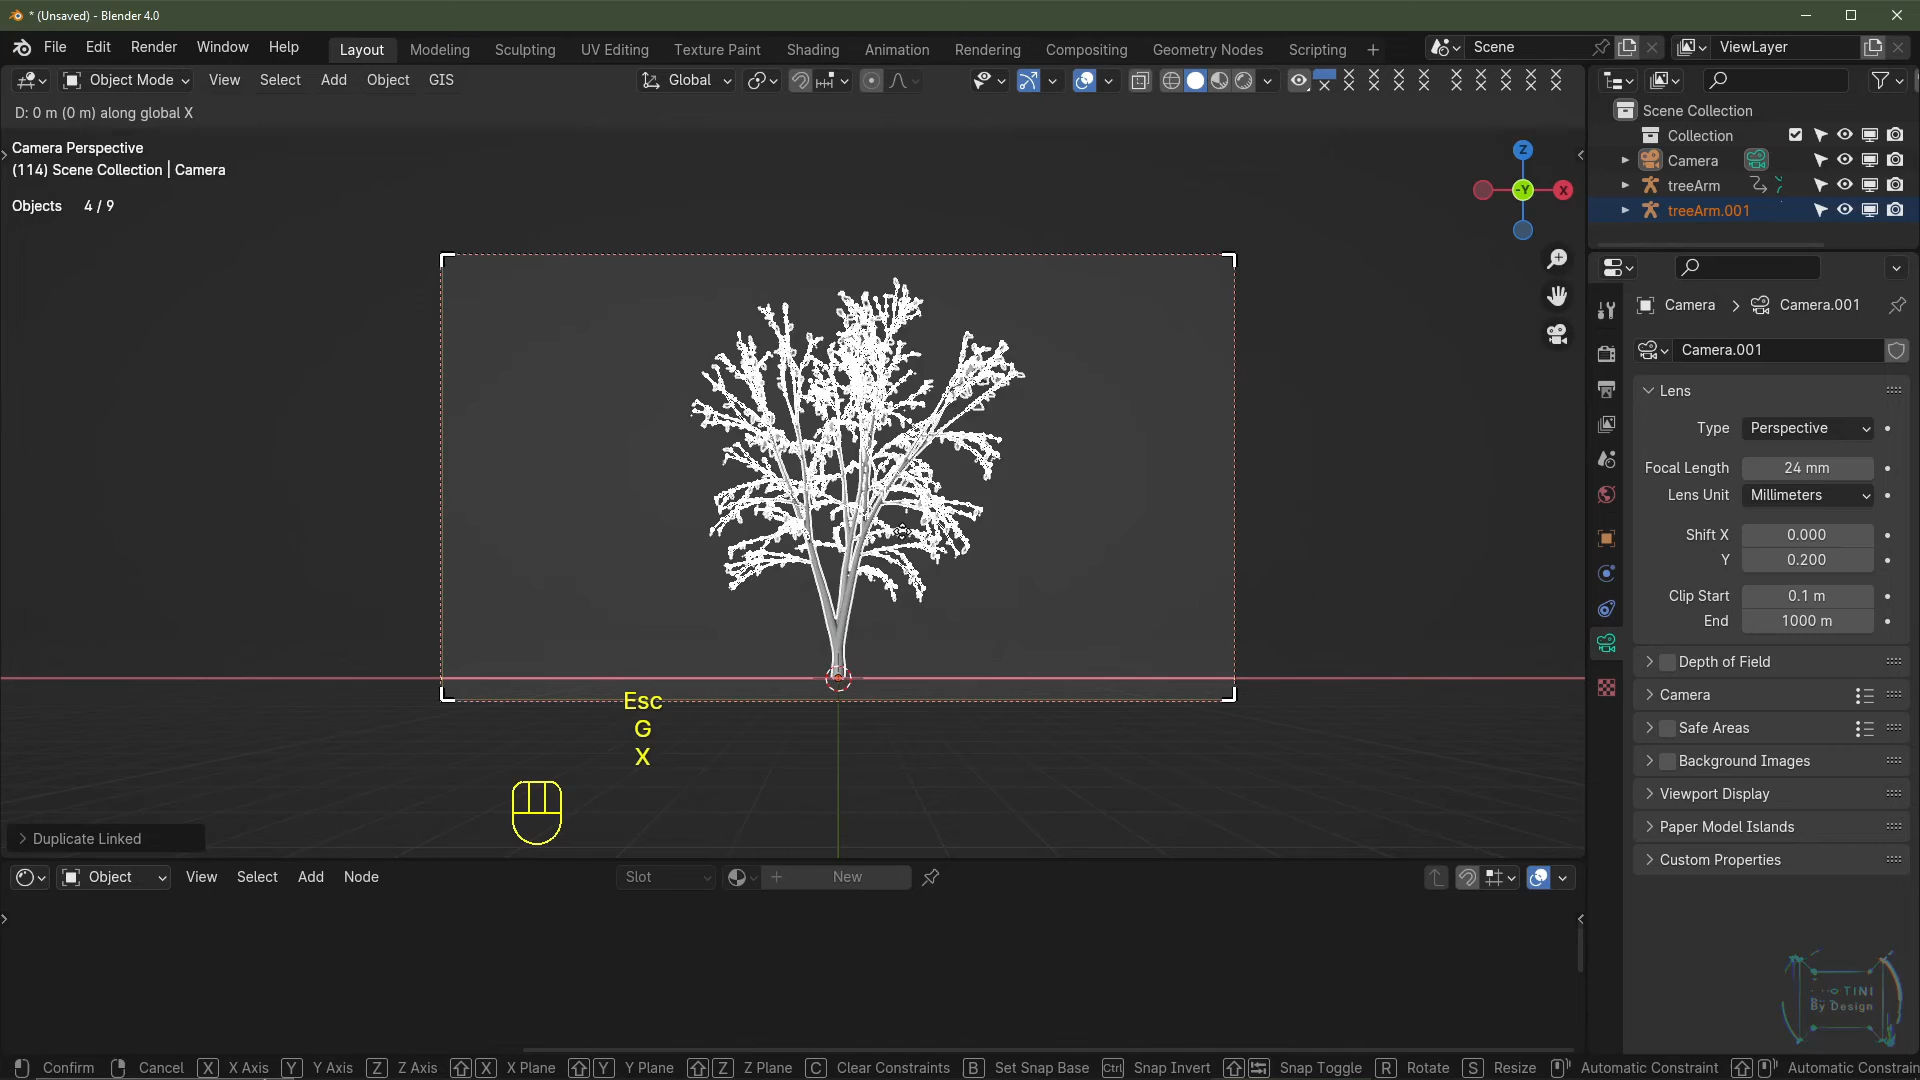 * (Unsaved) - Blender 4.0
File Edit Render Window Help
Layout Modeling Sculpting UV Editing Texture Paint Shading Animation Rendering Compositing Geometry Nodes Scripting +
Scene
ViewLayer
Object Mode View Select Add Object GIS
Global
D: 0 m (0 m) along global X
Camera Perspective
(114) Scene Collection | Camera
Objects 4 / 9
Z
-Y
X
Scene Collection
Collection
Camera
treeArm
treeArm.001
Camera > Camera.001
Camera.001
Lens
Type Perspective
Focal Length 24 mm
Lens Unit Millimeters
Shift X 0.000
Y 0.200
Clip Start 0.1 m
End 1000 m
Depth of Field
Camera
Safe Areas
Background Images
Viewport Display
Paper Model Islands
Custom Properties
Esc
G
X
Duplicate Linked
Object View Select Add Node
Slot
New
TINI
By Design
Confirm Cancel X X Axis Y Y Axis Z Z Axis X X Plane Y Y Plane Z Z Plane C Clear Constraints B Set Snap Base Ctrl Snap Invert Snap Toggle R Rotate S Resize Automatic Constraint Automatic Constrain